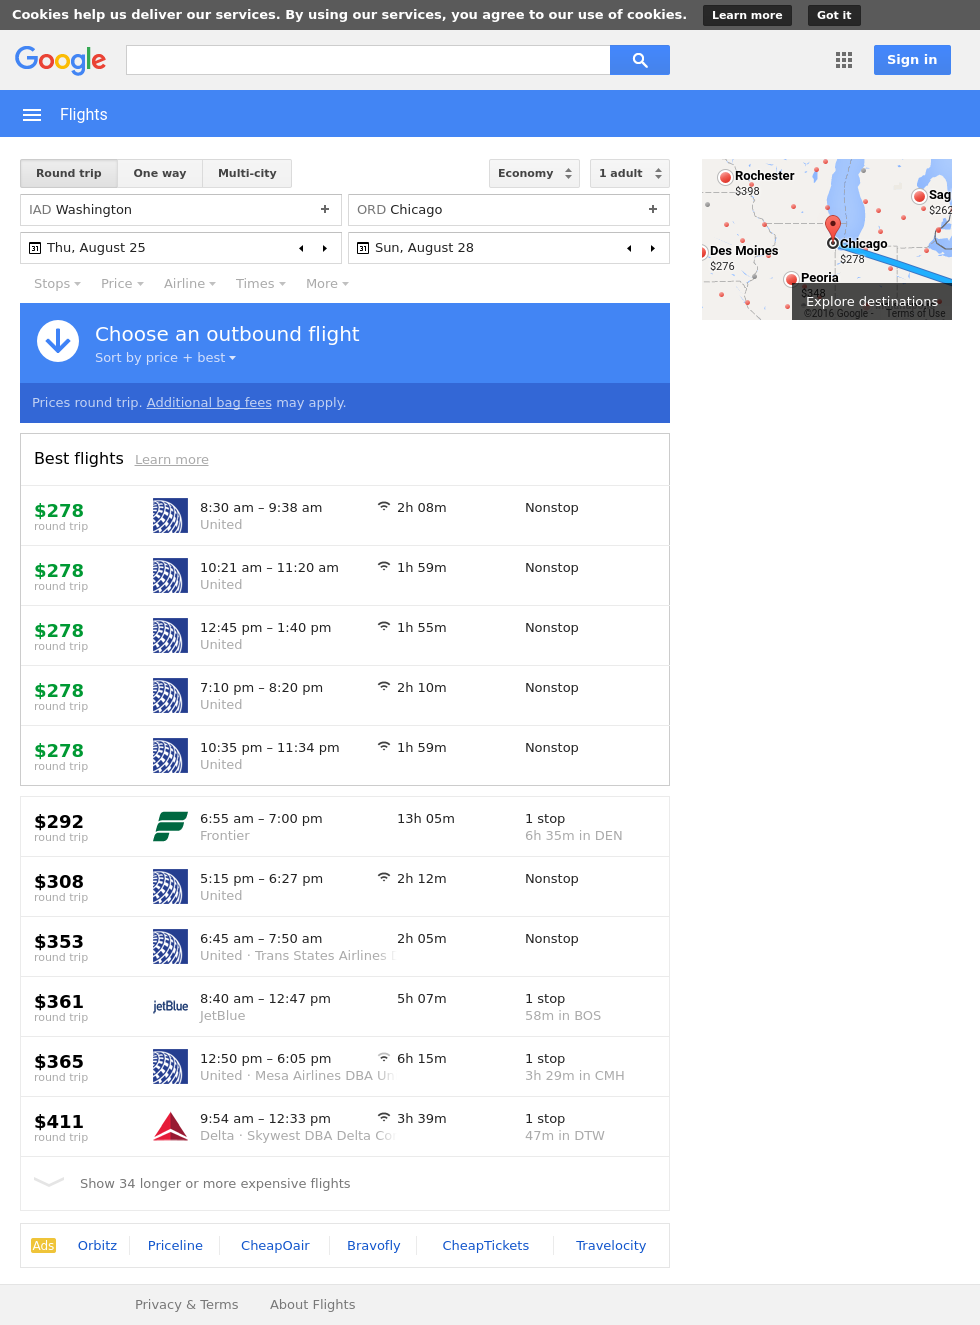 Cookies help us deliver our services. By using our services, you agree to our use of cookies. Learn more Got it
Google
Sign in
Flights
Round trip One way Multi-city Economy 1 adult
IAD Washington + ORD Chicago +
31 Thu, August 25 31 Sun, August 28
Stops Price Airline Times More
Choose an outbound flight
Sort by price + best
Prices round trip. Additional bag fees may apply.
Rochester
$398
Sag
$262
Chicago
$278
Des Moines
$276
Peoria
$348
Explore destinations
©2016 Google - Terms of Use
Best flights Learn more
$278 8:30 am – 9:38 am 2h 08m Nonstop
round trip United
$278 10:21 am – 11:20 am 1h 59m Nonstop
round trip United
$278 12:45 pm – 1:40 pm 1h 55m Nonstop
round trip United
$278 7:10 pm – 8:20 pm 2h 10m Nonstop
round trip United
$278 10:35 pm – 11:34 pm 1h 59m Nonstop
round trip United
$292 6:55 am – 7:00 pm 13h 05m 1 stop
round trip Frontier 6h 35m in DEN
$308 5:15 pm – 6:27 pm 2h 12m Nonstop
round trip United
$353 6:45 am – 7:50 am 2h 05m Nonstop
round trip United · Trans States Airlines
$361 jetBlue 8:40 am – 12:47 pm 5h 07m 1 stop
round trip JetBlue 58m in BOS
$365 12:50 pm – 6:05 pm 6h 15m 1 stop
round trip United · Mesa Airlines DBA Un 3h 29m in CMH
$411 9:54 am – 12:33 pm 3h 39m 1 stop
round trip Delta · Skywest DBA Delta Co 47m in DTW
Show 34 longer or more expensive flights
Ads Orbitz Priceline CheapOair Bravofly CheapTickets Travelocity
Privacy & Terms About Flights